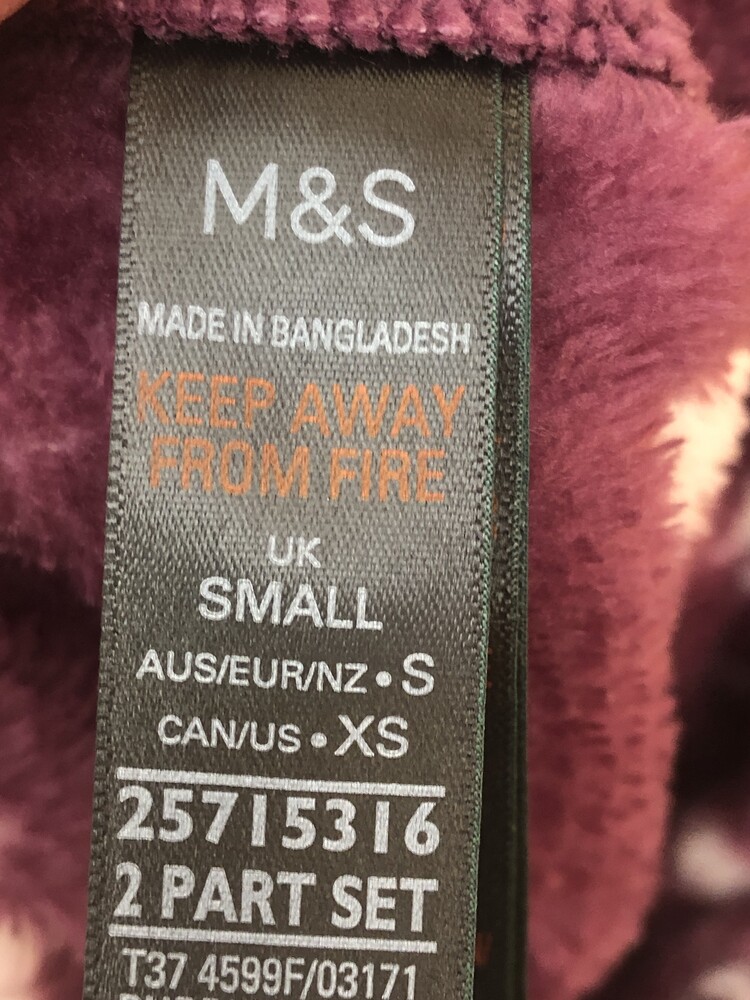 M&S
MADE IN BANGLADESH
KEEP AWAY
FROM FIRE
UK
SMALL
AUS/EUR/NZ • S
CAN/US • XS
25715316
2 PART SET
T37 4599F/03171